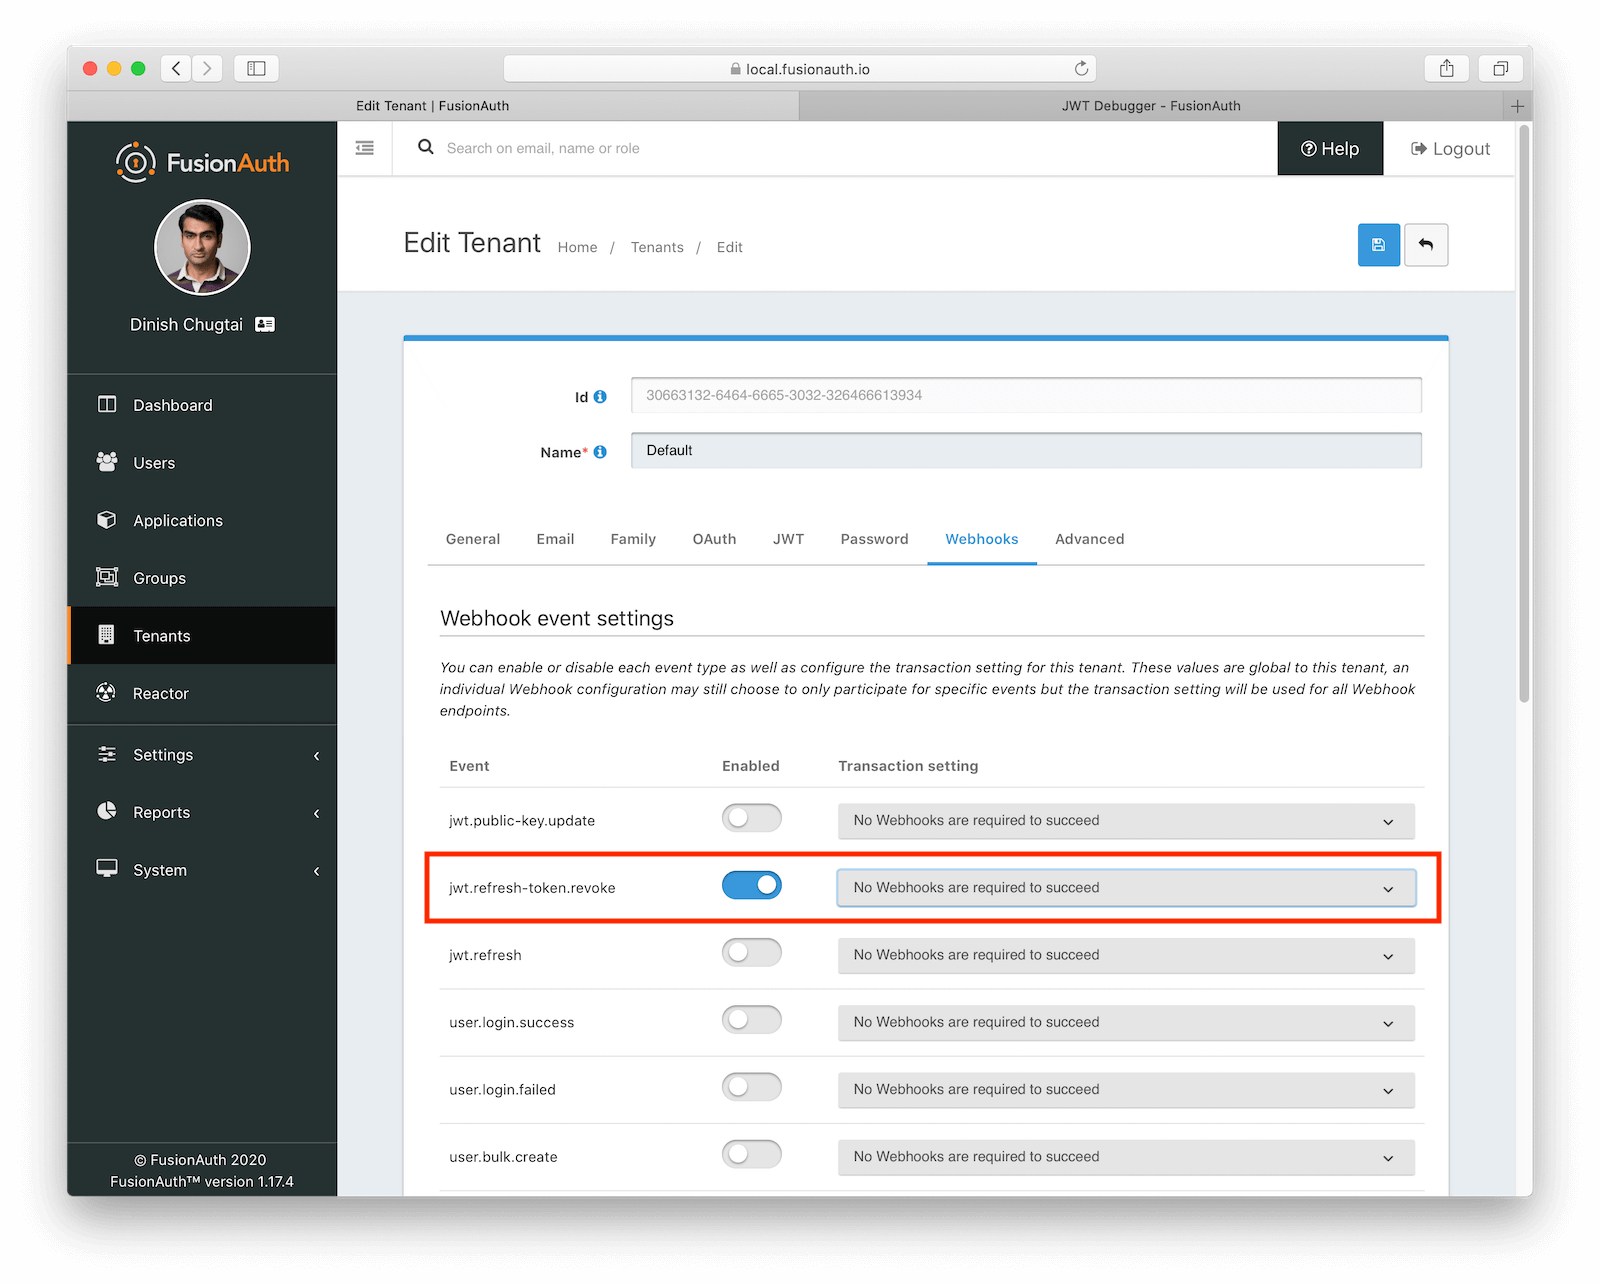 local.fusionauth.io
Edit Tenant | FusionAuth
JWT Debugger - FusionAuth
FusionAuth
Dinish Chugtai
Dashboard
Users
Applications
Groups
Tenants
Reactor
Settings
Reports
System
© FusionAuth 2020
FusionAuth™ version 1.17.4
Search on email, name or role
Help
Logout
Edit Tenant
Home / Tenants / Edit
Id
30663132-6464-6665-3032-326466613934
Name*
Default
General Email Family OAuth JWT Password Webhooks Advanced
Webhook event settings
You can enable or disable each event type as well as configure the transaction setting for this tenant. These values are global to this tenant, an
individual Webhook configuration may still choose to only participate for specific events but the transaction setting will be used for all Webhook
endpoints.
Event Enabled Transaction setting
jwt.public-key.update No Webhooks are required to succeed
jwt.refresh-token.revoke No Webhooks are required to succeed
jwt.refresh No Webhooks are required to succeed
user.login.success No Webhooks are required to succeed
user.login.failed No Webhooks are required to succeed
user.bulk.create No Webhooks are required to succeed